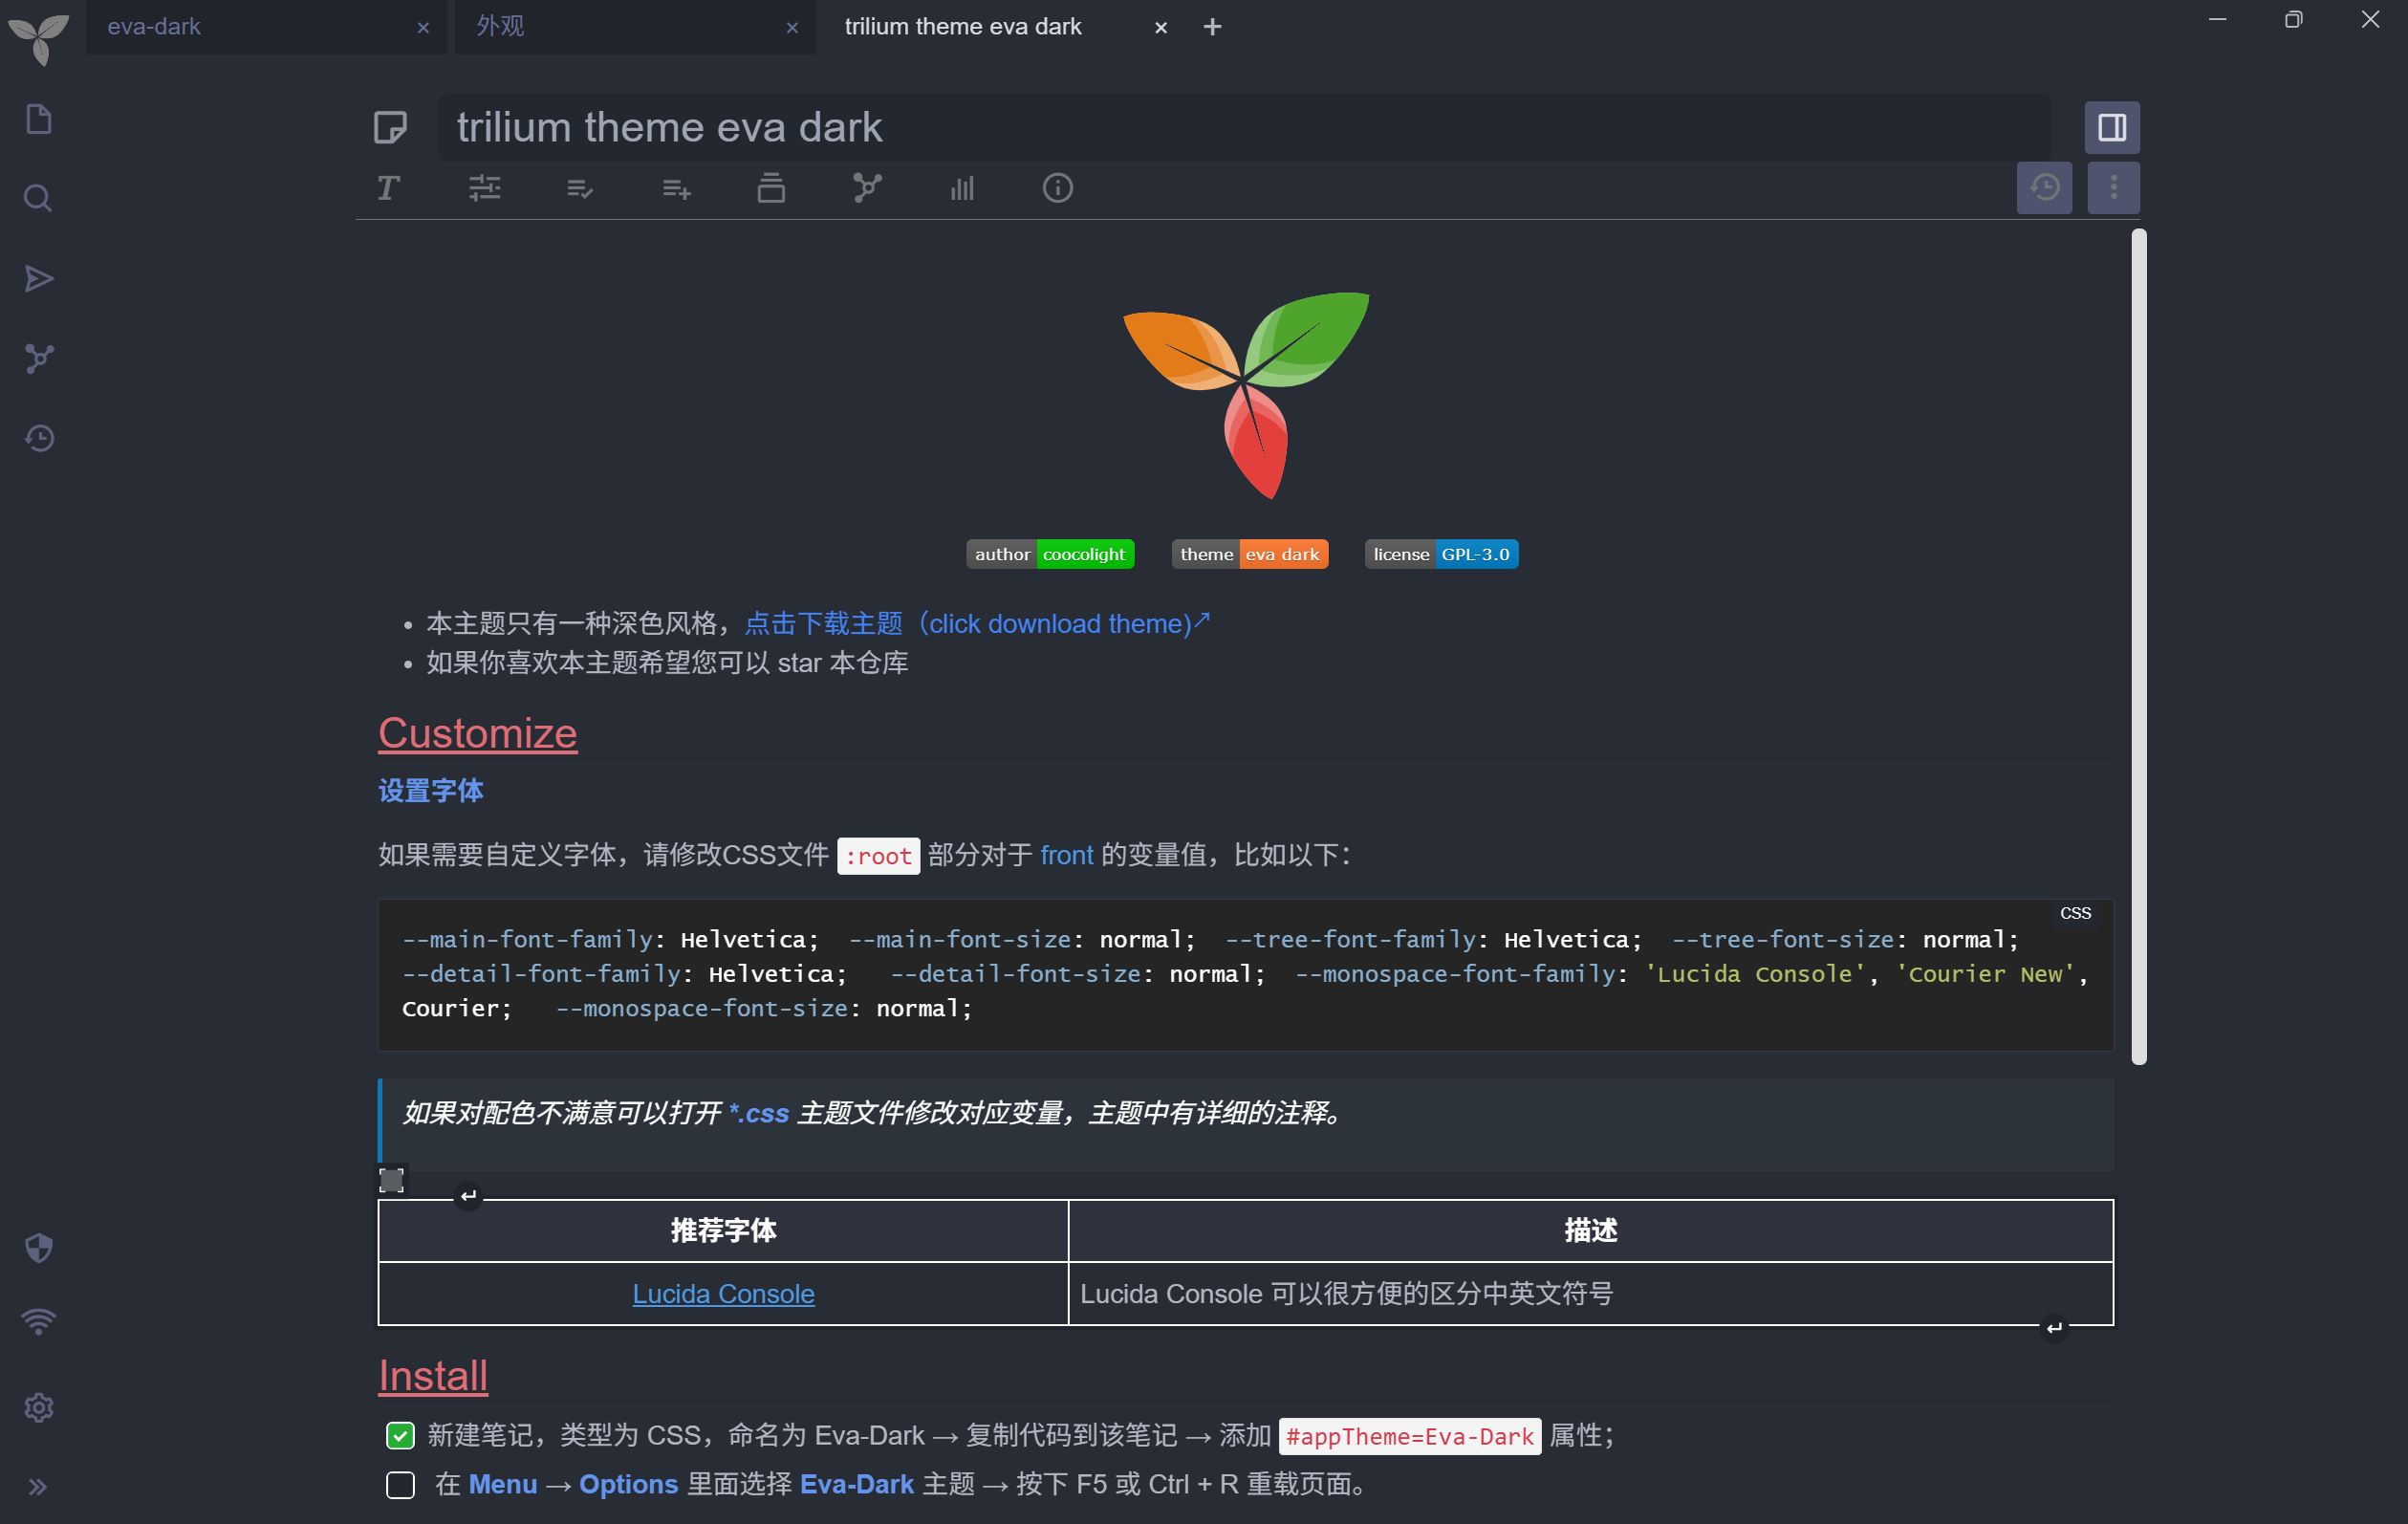 eva-dark
外观
trilium theme eva dark
trilium theme eva dark
author coocolight
theme eva dark
license GPL-3.0
本主题只有一种深色风格，点击下载主题（click download theme)
如果你喜欢本主题希望您可以 star 本仓库
Customize
设置字体
如果需要自定义字体，请修改CSS文件 :root 部分对于 front 的变量值，比如以下：
CSS
--main-font-family: Helvetica; --main-font-size: normal; --tree-font-family: Helvetica; --tree-font-size: normal;
--detail-font-family: Helvetica; --detail-font-size: normal; --monospace-font-family: 'Lucida Console', 'Courier New',
Courier; --monospace-font-size: normal;
如果对配色不满意可以打开 *.css 主题文件修改对应变量，主题中有详细的注释。
推荐字体
描述
Lucida Console
Lucida Console 可以很方便的区分中英文符号
Install
新建笔记，类型为 CSS，命名为 Eva-Dark → 复制代码到该笔记 → 添加 #appTheme=Eva-Dark 属性；
在 Menu → Options 里面选择 Eva-Dark 主题 → 按下 F5 或 Ctrl + R 重载页面。